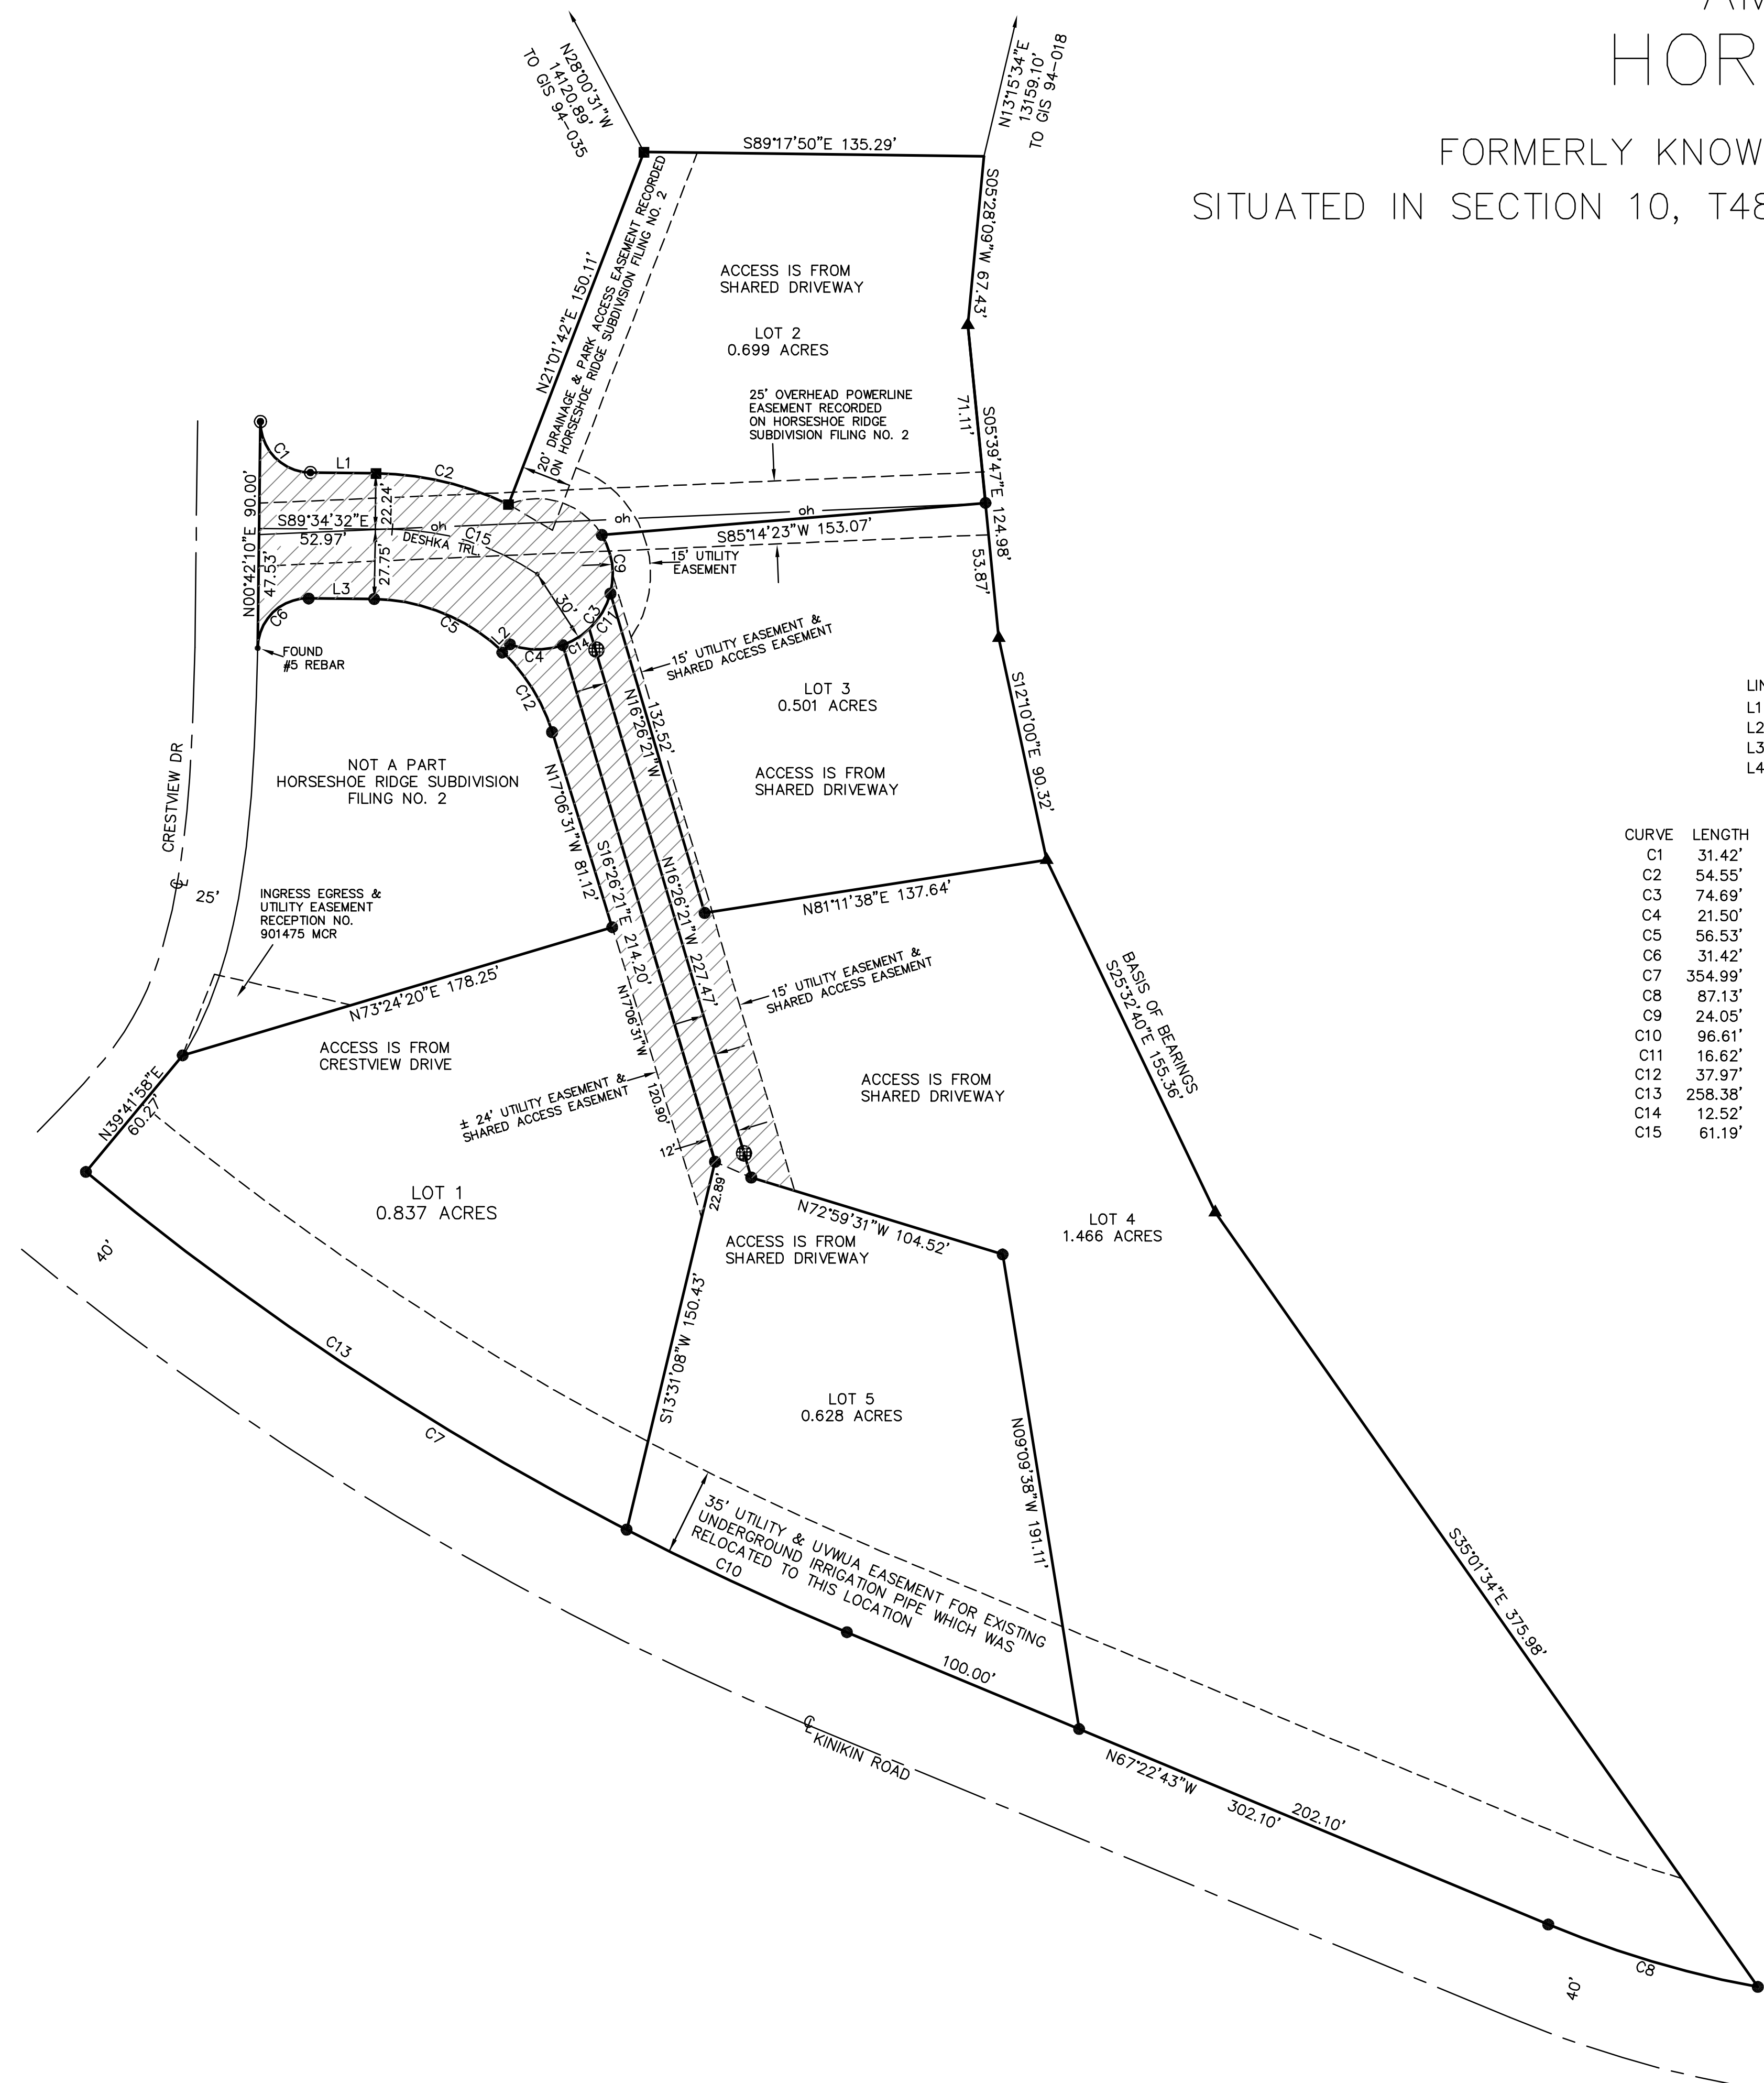 HOR
FORMERLY KNOW
SITUATED IN SECTION 10, T48
N28°00'31"W
14120.89'
TO GIS 94-035
N13°15'34"E
13159.10'
TO GIS 94-018
S89°17'50"E 135.29'
S05°28'09"W 67.43'
N21°01'42"E 150.11'
20' DRAINAGE & PARK ACCESS EASEMENT RECORDED
ON HORSESHOE RIDGE SUBDIVISION FILING NO. 2
ACCESS IS FROM
SHARED DRIVEWAY
LOT 2
0.699 ACRES
25' OVERHEAD POWERLINE
EASEMENT RECORDED
ON HORSESHOE RIDGE
SUBDIVISION FILING NO. 2
71.11'
S05°39'47"E 124.98'
53.87'
C1
L1
C2
22.24'
N00°42'10"E 90.00'
47.53'
S89°34'32"E
52.97'
oh
C15
DESHKA TRL.
oh
oh
S85°14'23"W 153.07'
27.75'
C9
15' UTILITY
EASEMENT
L3
C6
C5
30'
L2
C4
C14
C3
C11
FOUND
#5 REBAR
C12
15' UTILITY EASEMENT &
SHARED ACCESS EASEMENT
LOT 3
0.501 ACRES
S12°10'00"E 90.32'
132.52'
N16°26'21"W
ACCESS IS FROM
SHARED DRIVEWAY
CRESTVIEW DR
NOT A PART
HORSESHOE RIDGE SUBDIVISION
FILING NO. 2
N17°06'31"W 81.12'
S16°26'21"E 214.20'
N16°26'21"W 227.47'
N81°11'38"E 137.64'
25'
INGRESS EGRESS &
UTILITY EASEMENT
RECEPTION NO.
901475 MCR
N73°24'20"E 178.25'
15' UTILITY EASEMENT &
SHARED ACCESS EASEMENT
BASIS OF BEARINGS
S25°32'40"E 155.36'
N17°06'31"W
120.90'
ACCESS IS FROM
CRESTVIEW DRIVE
ACCESS IS FROM
SHARED DRIVEWAY
N39°41'58"E
60.27'
± 24' UTILITY EASEMENT &
SHARED ACCESS EASEMENT
12'
22.89'
LOT 1
0.837 ACRES
N72°59'31"W 104.52'
LOT 4
1.466 ACRES
ACCESS IS FROM
SHARED DRIVEWAY
40'
S13°31'08"W 150.43'
C13
C7
LOT 5
0.628 ACRES
N09°09'38"W 191.11'
35' UTILITY & UVWUA EASEMENT FOR EXISTING
UNDERGROUND IRRIGATION PIPE WHICH WAS
RELOCATED TO THIS LOCATION
C10
100.00'
S35°01'34"E 375.98'
KINIKIN ROAD
N67°22'43"W
302.10'
202.10'
C8
40'
LIN
L1
L2
L3
L4
CURVE LENGTH
C1 31.42'
C2 54.55'
C3 74.69'
C4 21.50'
C5 56.53'
C6 31.42'
C7 354.99'
C8 87.13'
C9 24.05'
C10 96.61'
C11 16.62'
C12 37.97'
C13 258.38'
C14 12.52'
C15 61.19'